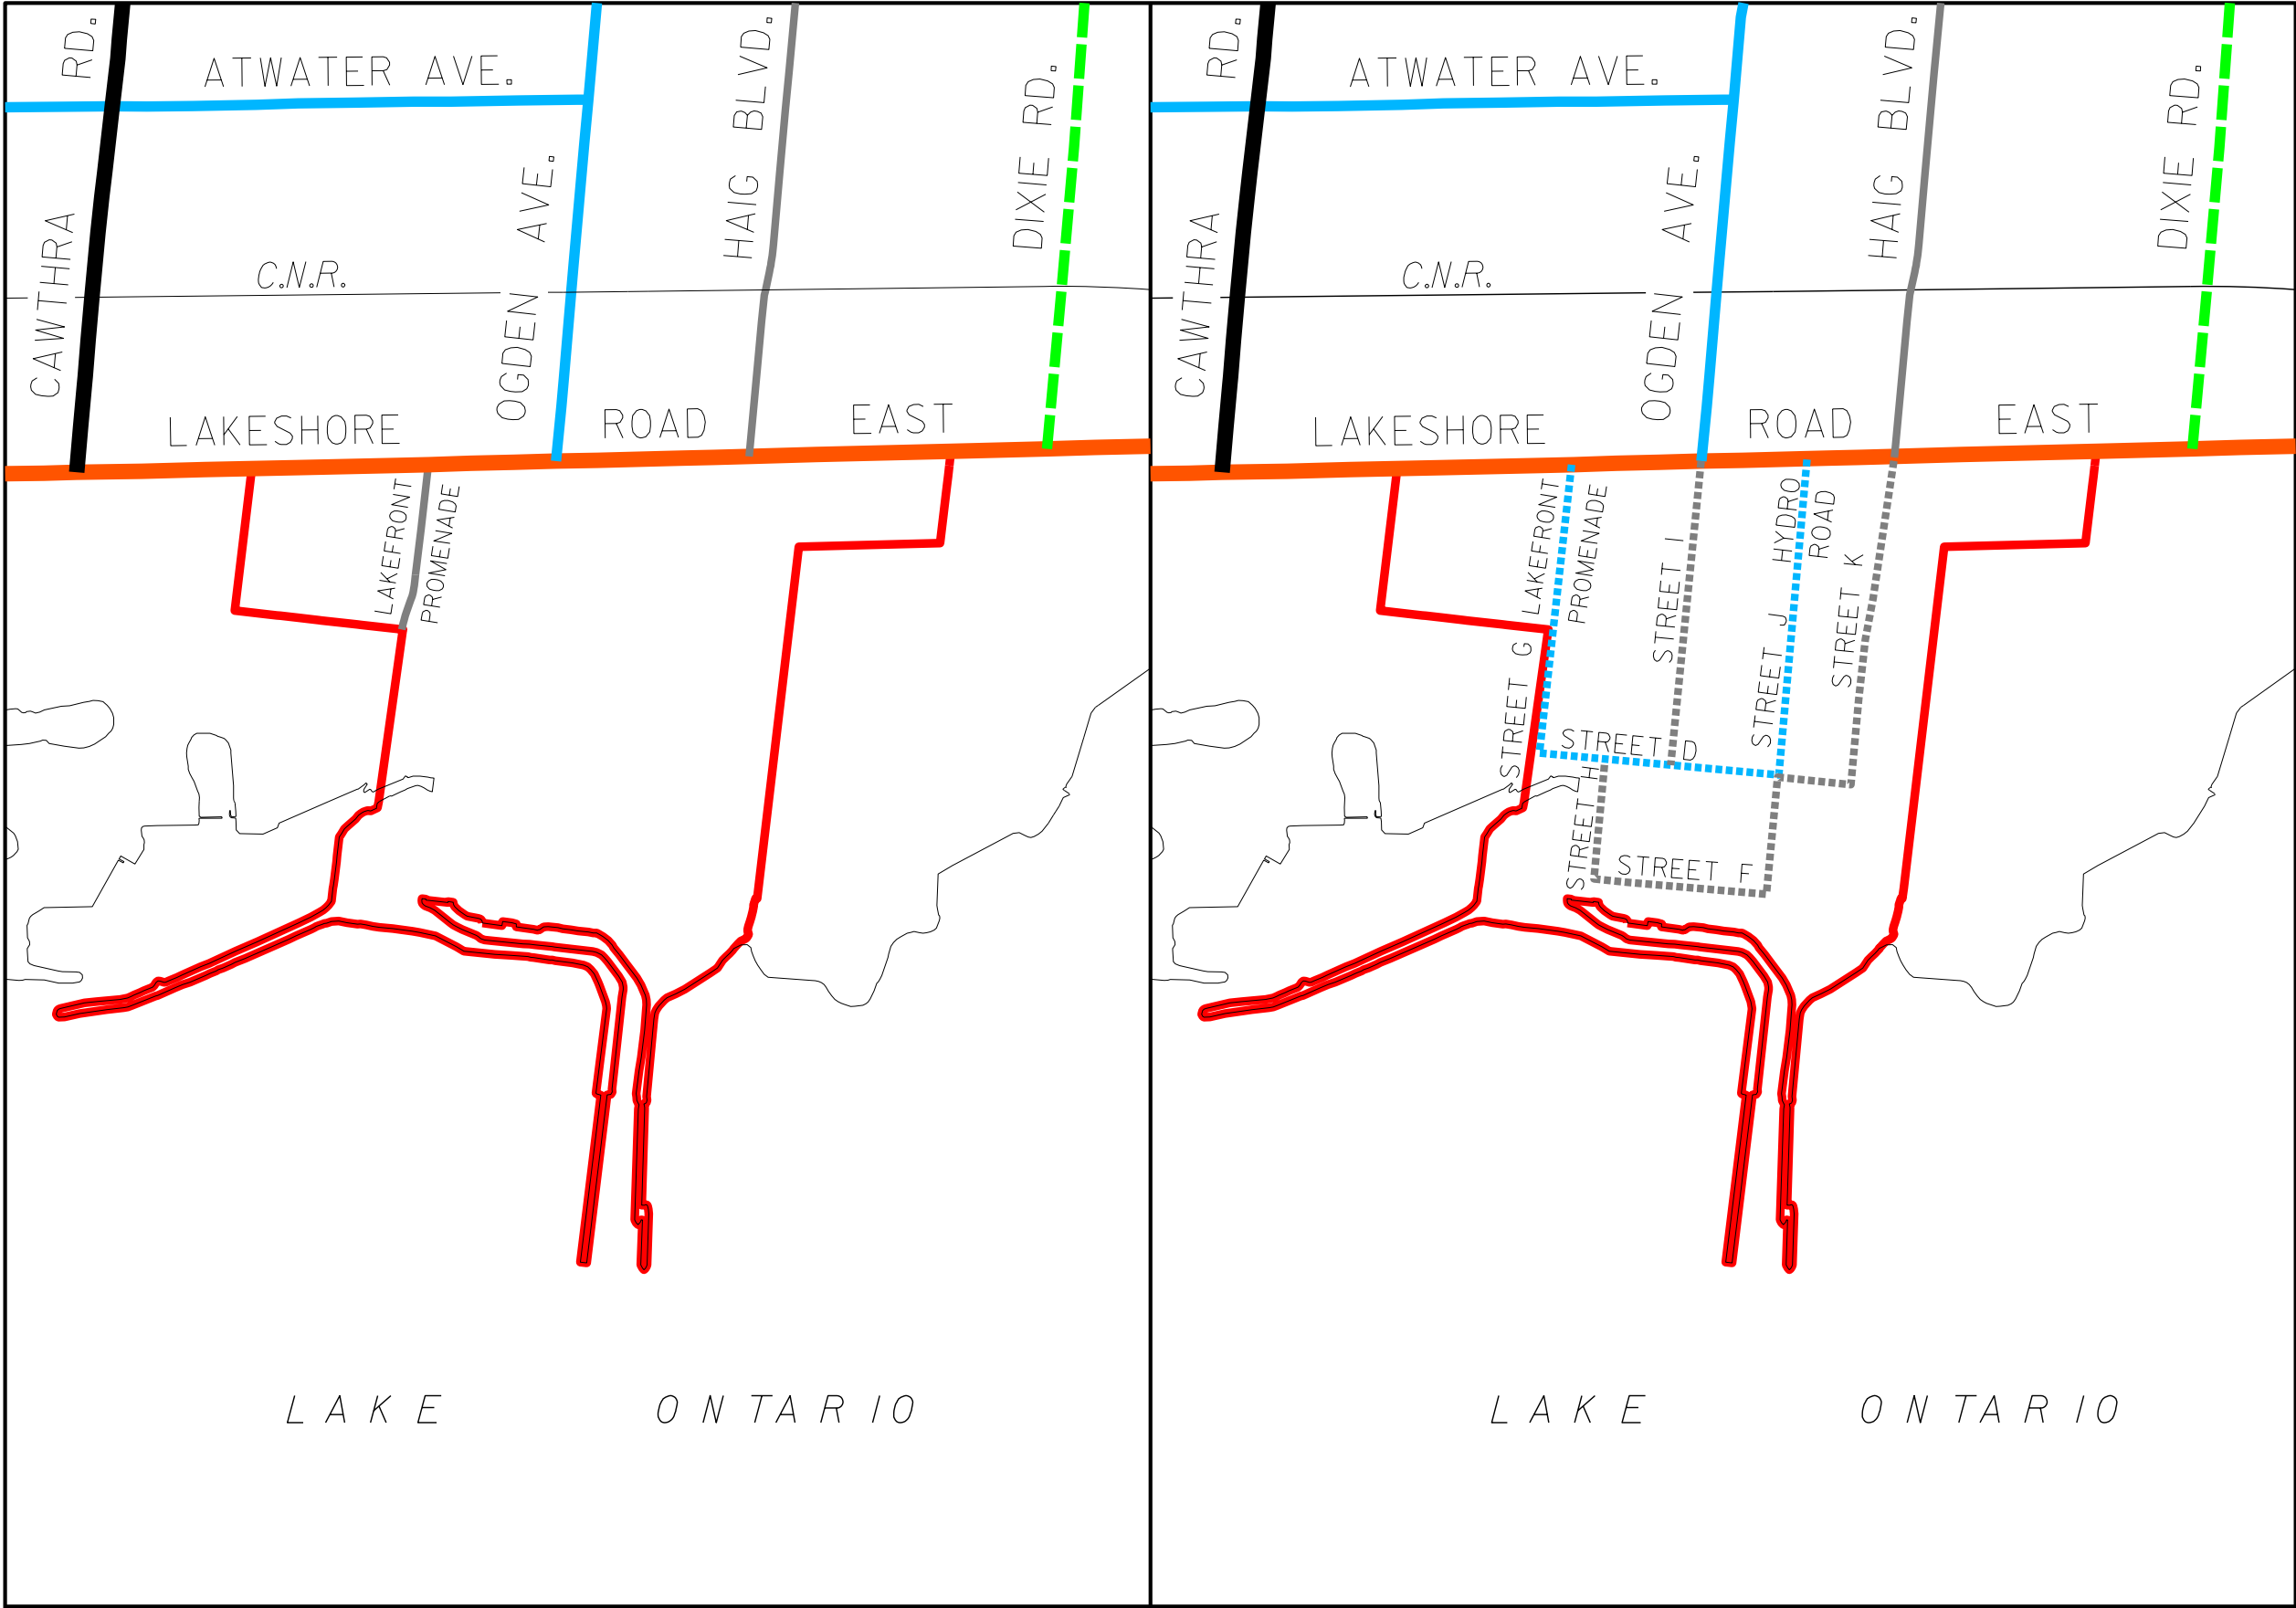 CAWTHRA RD.
ATWATER AVE.
OGDEN AVE.
HAIG BLVD.
DIXIE RD.
C.N.R.
LAKESHORE ROAD EAST
LAKEFRONT
PROMENADE
LAKE ONTARIO
CAWTHRA RD.
ATWATER AVE.
OGDEN AVE.
HAIG BLVD.
DIXIE RD.
C.N.R.
LAKESHORE ROAD EAST
LAKEFRONT
PROMENADE
STREET G
STREET I
HYDRO
ROAD
STREET J
STREET K
STREET D
STREET H
STREET F
LAKE ONTARIO